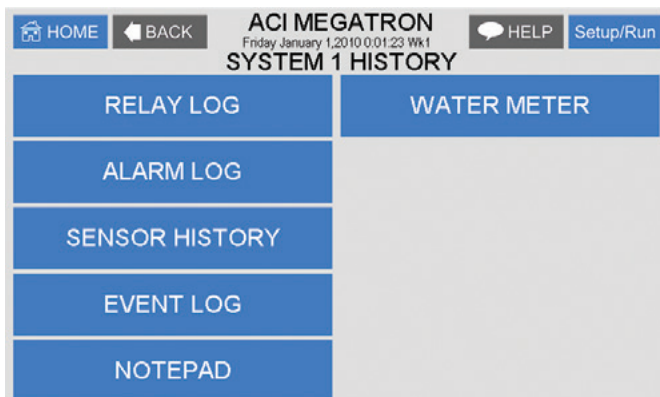 HOME BACK ACI MEGATRON HELP Setup/Run
Friday January 1,2010 0:01:23 Wk1
SYSTEM 1 HISTORY
RELAY LOG WATER METER
ALARM LOG
SENSOR HISTORY
EVENT LOG
NOTEPAD